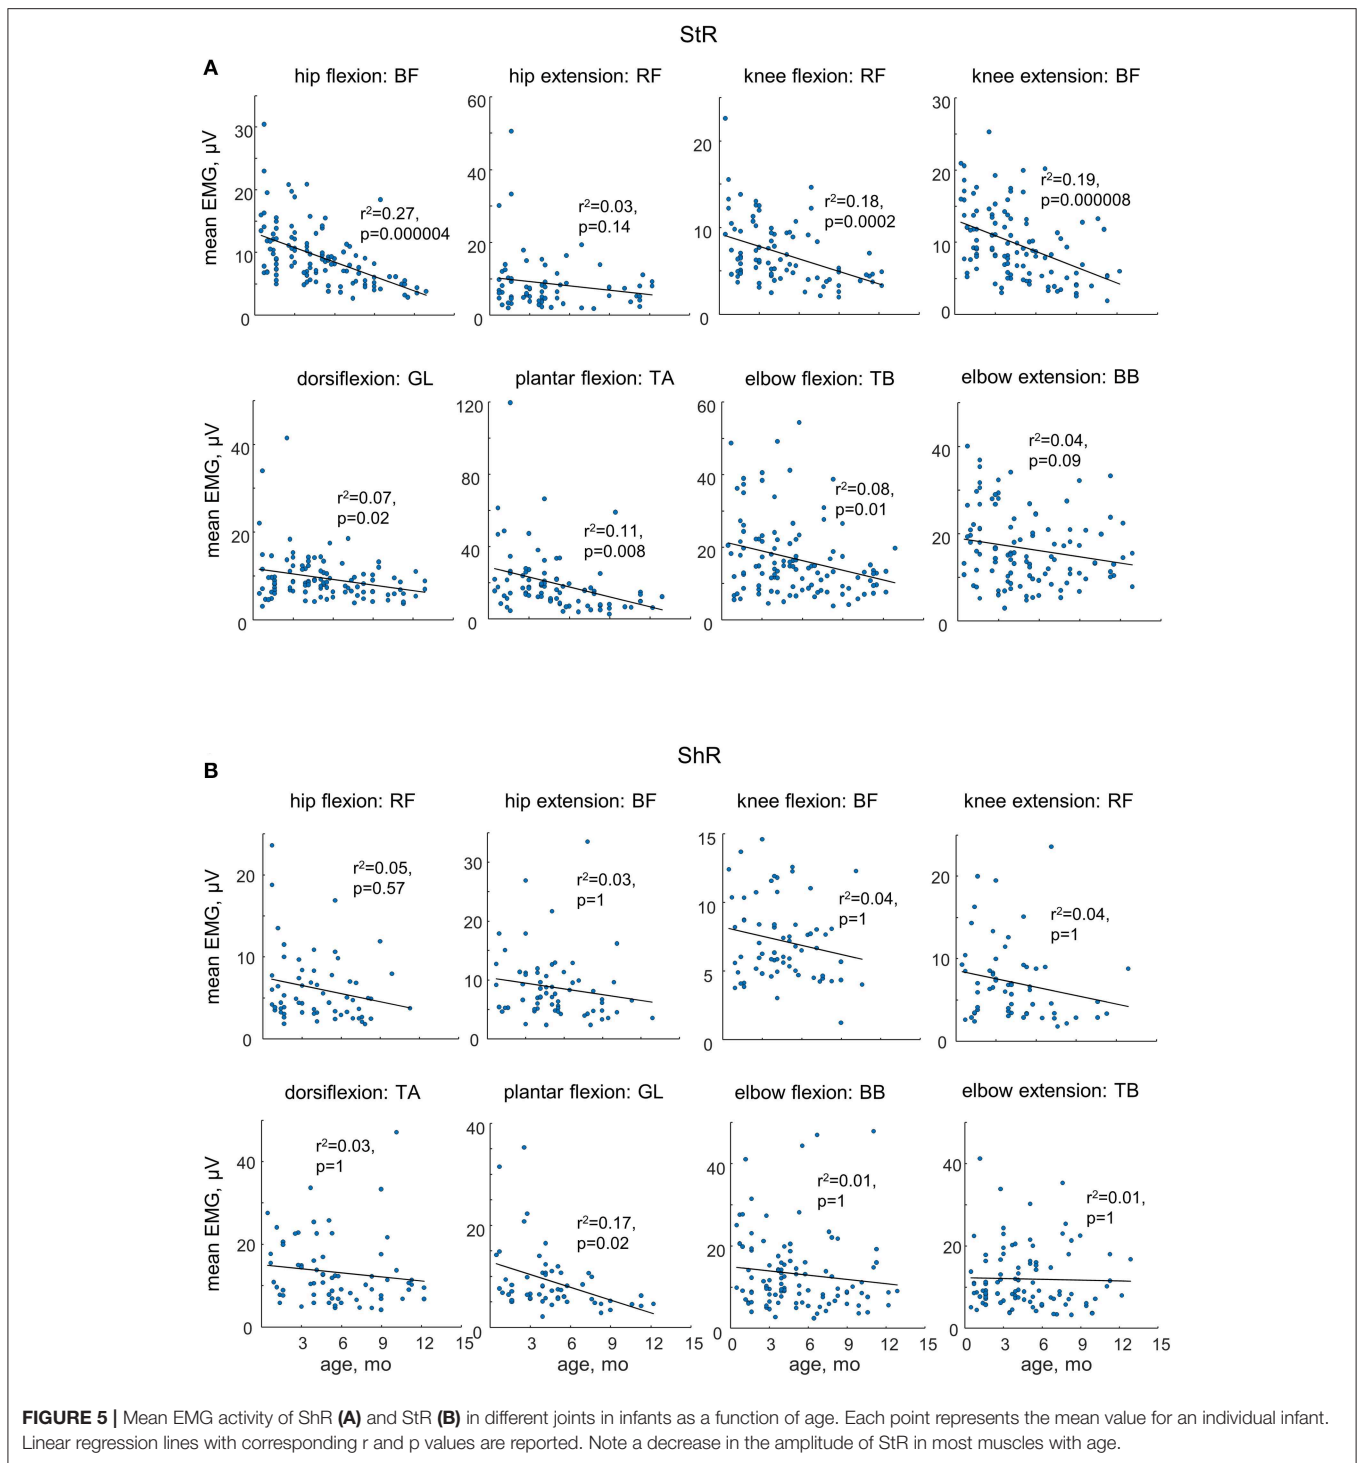 StR
A
hip flexion: BF
hip extension: RF
knee flexion: RF
knee extension: BF
mean EMG, µV
30
20
10
0
r²=0.27,
p=0.000004
60
40
20
0
r²=0.03,
p=0.14
20
10
0
r²=0.18,
p=0.0002
30
20
10
0
r²=0.19,
p=0.000008
dorsiflexion: GL
plantar flexion: TA
elbow flexion: TB
elbow extension: BB
mean EMG, µV
40
20
0
r²=0.07,
p=0.02
120
80
40
0
r²=0.11,
p=0.008
60
40
20
0
r²=0.08,
p=0.01
40
20
0
r²=0.04,
p=0.09
ShR
B
hip flexion: RF
hip extension: BF
knee flexion: BF
knee extension: RF
mean EMG, µV
20
10
0
r²=0.05,
p=0.57
30
20
10
0
r²=0.03,
p=1
15
10
5
0
r²=0.04,
p=1
20
10
0
r²=0.04,
p=1
dorsiflexion: TA
plantar flexion: GL
elbow flexion: BB
elbow extension: TB
mean EMG, µV
40
20
0
r²=0.03,
p=1
3 6 9 12 15
age, mo
40
20
0
r²=0.17,
p=0.02
3 6 9 12 15
age, mo
40
20
0
r²=0.01,
p=1
0 3 6 9 12 15
age, mo
40
20
0
r²=0.01,
p=1
0 3 6 9 12 15
age, mo
FIGURE 5 | Mean EMG activity of ShR (A) and StR (B) in different joints in infants as a function of age. Each point represents the mean value for an individual infant.
Linear regression lines with corresponding r and p values are reported. Note a decrease in the amplitude of StR in most muscles with age.